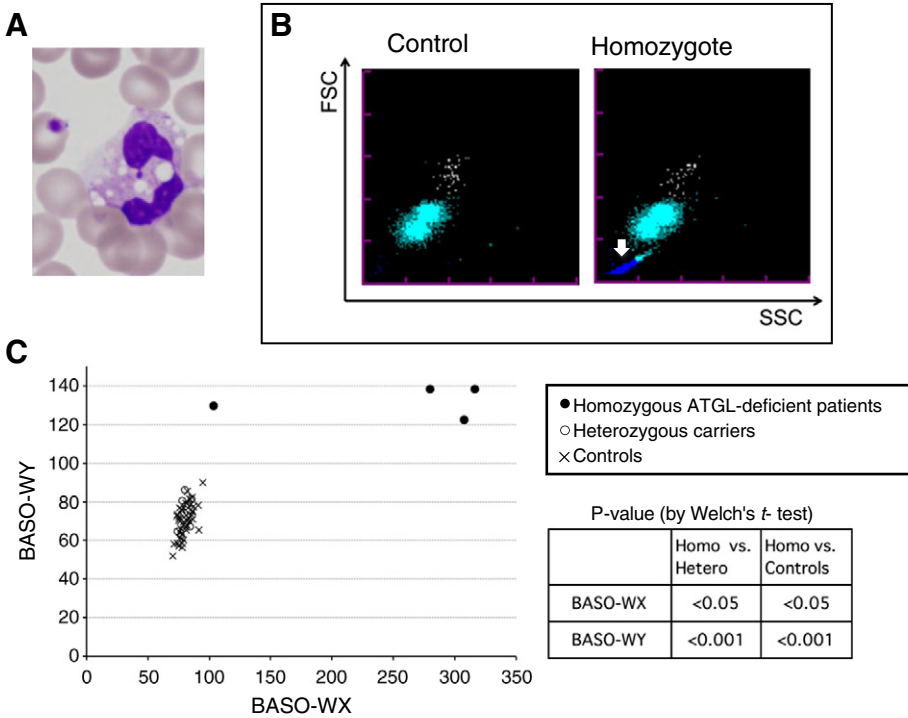 A
B
Control
Homozygote
FSC
SSC
C
BASO-WY
140
120
100
80
60
40
20
0
0 50 100 150 200 250 300 350
BASO-WX
● Homozygous ATGL-deficient patients
○ Heterozygous carriers
× Controls
P-value (by Welch's t- test)
Homo vs. Hetero
Homo vs. Controls
BASO-WX <0.05 <0.05
BASO-WY <0.001 <0.001